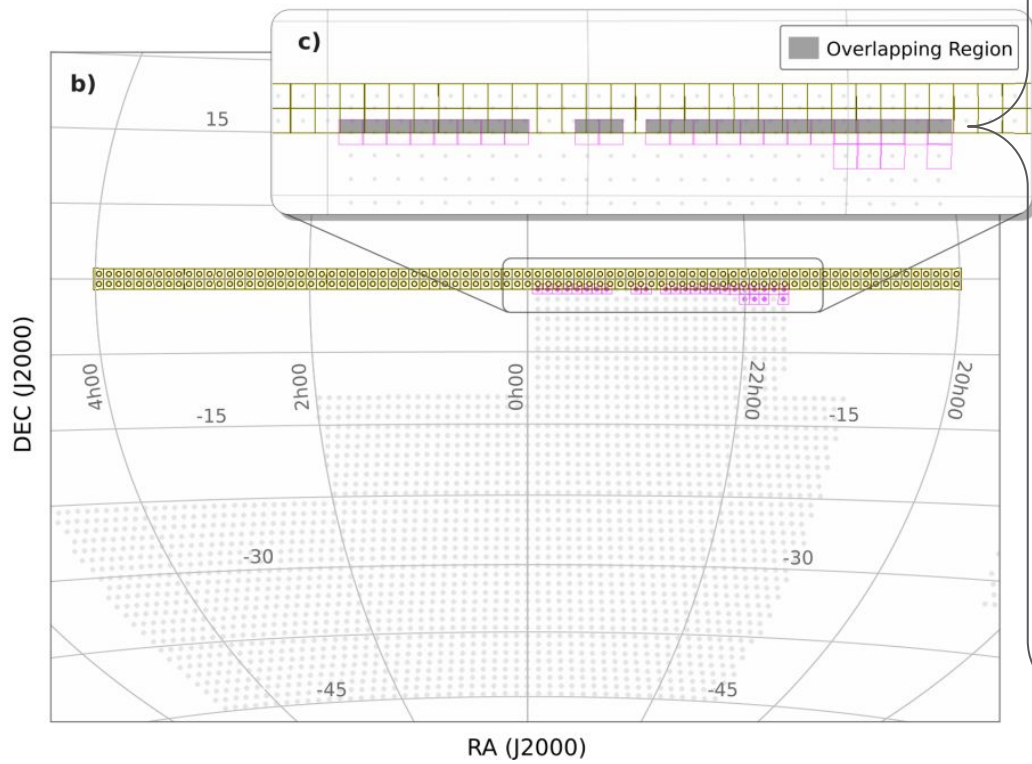 c)
Overlapping Region
b)
15
DEC (J2000)
4h00
2h00
0h00
22h00
20h00
-15
-15
-30
-30
-45
-45
RA (J2000)